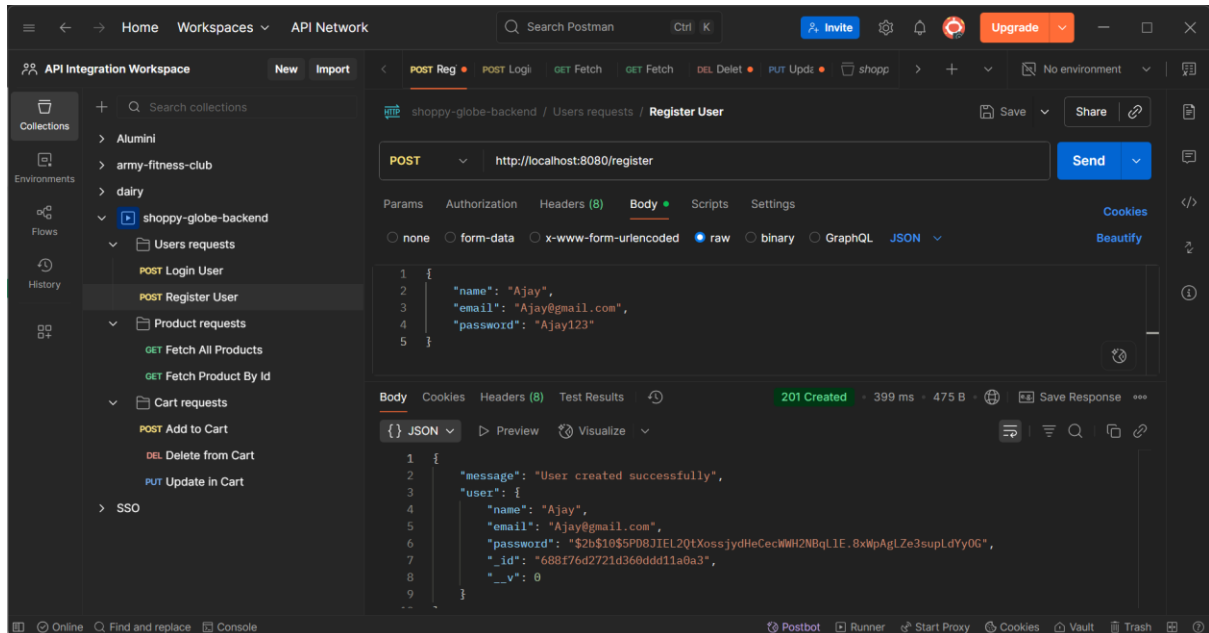 Home Workspaces API Network Search Postman Ctrl K Invite Upgrade
API Integration Workspace New Import POST Reg POST Logi GET Fetch GET Fetch DEL Delet PUT Upda shopp No environment
Collections
Environments
Flows
History
Search collections
Alumini
army-fitness-club
dairy
shoppy-globe-backend
Users requests
POST Login User
POST Register User
Product requests
GET Fetch All Products
GET Fetch Product By Id
Cart requests
POST Add to Cart
DEL Delete from Cart
PUT Update in Cart
SSO
HTTP shoppy-globe-backend / Users requests / Register User Save Share
POST http://localhost:8080/register Send
Params Authorization Headers (8) Body Scripts Settings Cookies
none form-data x-www-form-urlencoded raw binary GraphQL JSON Beautify
1 {
2 "name": "Ajay",
3 "email": "Ajay@gmail.com",
4 "password": "Ajay123"
5 }
Body Cookies Headers (8) Test Results 201 Created 399 ms 475 B Save Response
{} JSON Preview Visualize
1 {
2 "message": "User created successfully",
3 "user": {
4 "name": "Ajay",
5 "email": "Ajay@gmail.com",
6 "password": "$2b$10$5PD8JIEL2QtXossjydHeCecWWH2NBqLlE.8xWpAgLZe3supLdYyOG",
7 "_id": "688f76d2721d360ddd11a0a3",
8 "__v": 0
9 }
Online Find and replace Console Postbot Runner Start Proxy Cookies Vault Trash